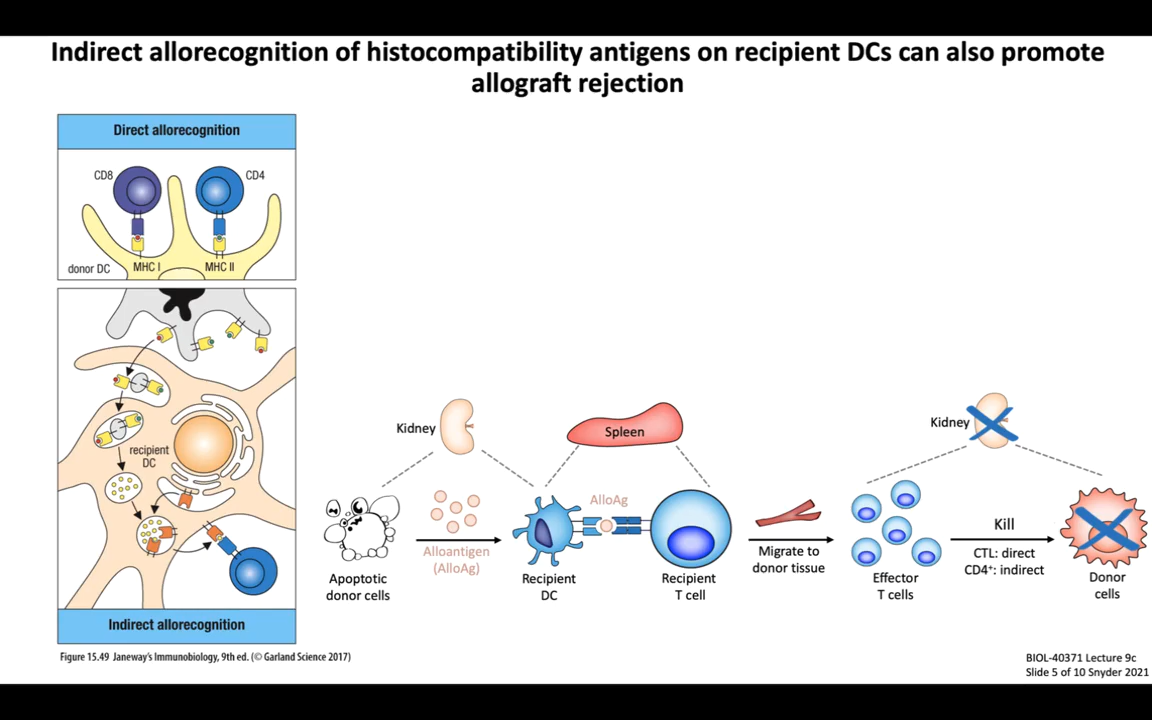 Indirect allorecognition of histocompatibility antigens on recipient DCs can also promote
allograft rejection
Direct allorecognition
CD8
CD4
donor DC
MHC I
MHC II
recipient
DC
Indirect allorecognition
Figure 15.49 Janeway's Immunobiology, 9th ed. (© Garland Science 2017)
Kidney
Spleen
Kidney
AlloAg
Alloantigen
(AlloAg)
Apoptotic
donor cells
Recipient
DC
Recipient
T cell
Migrate to
donor tissue
Effector
T cells
Kill
CTL: direct
CD4⁺: indirect
Donor
cells
BIOL-40371 Lecture 9c
Slide 5 of 10 Snyder 2021